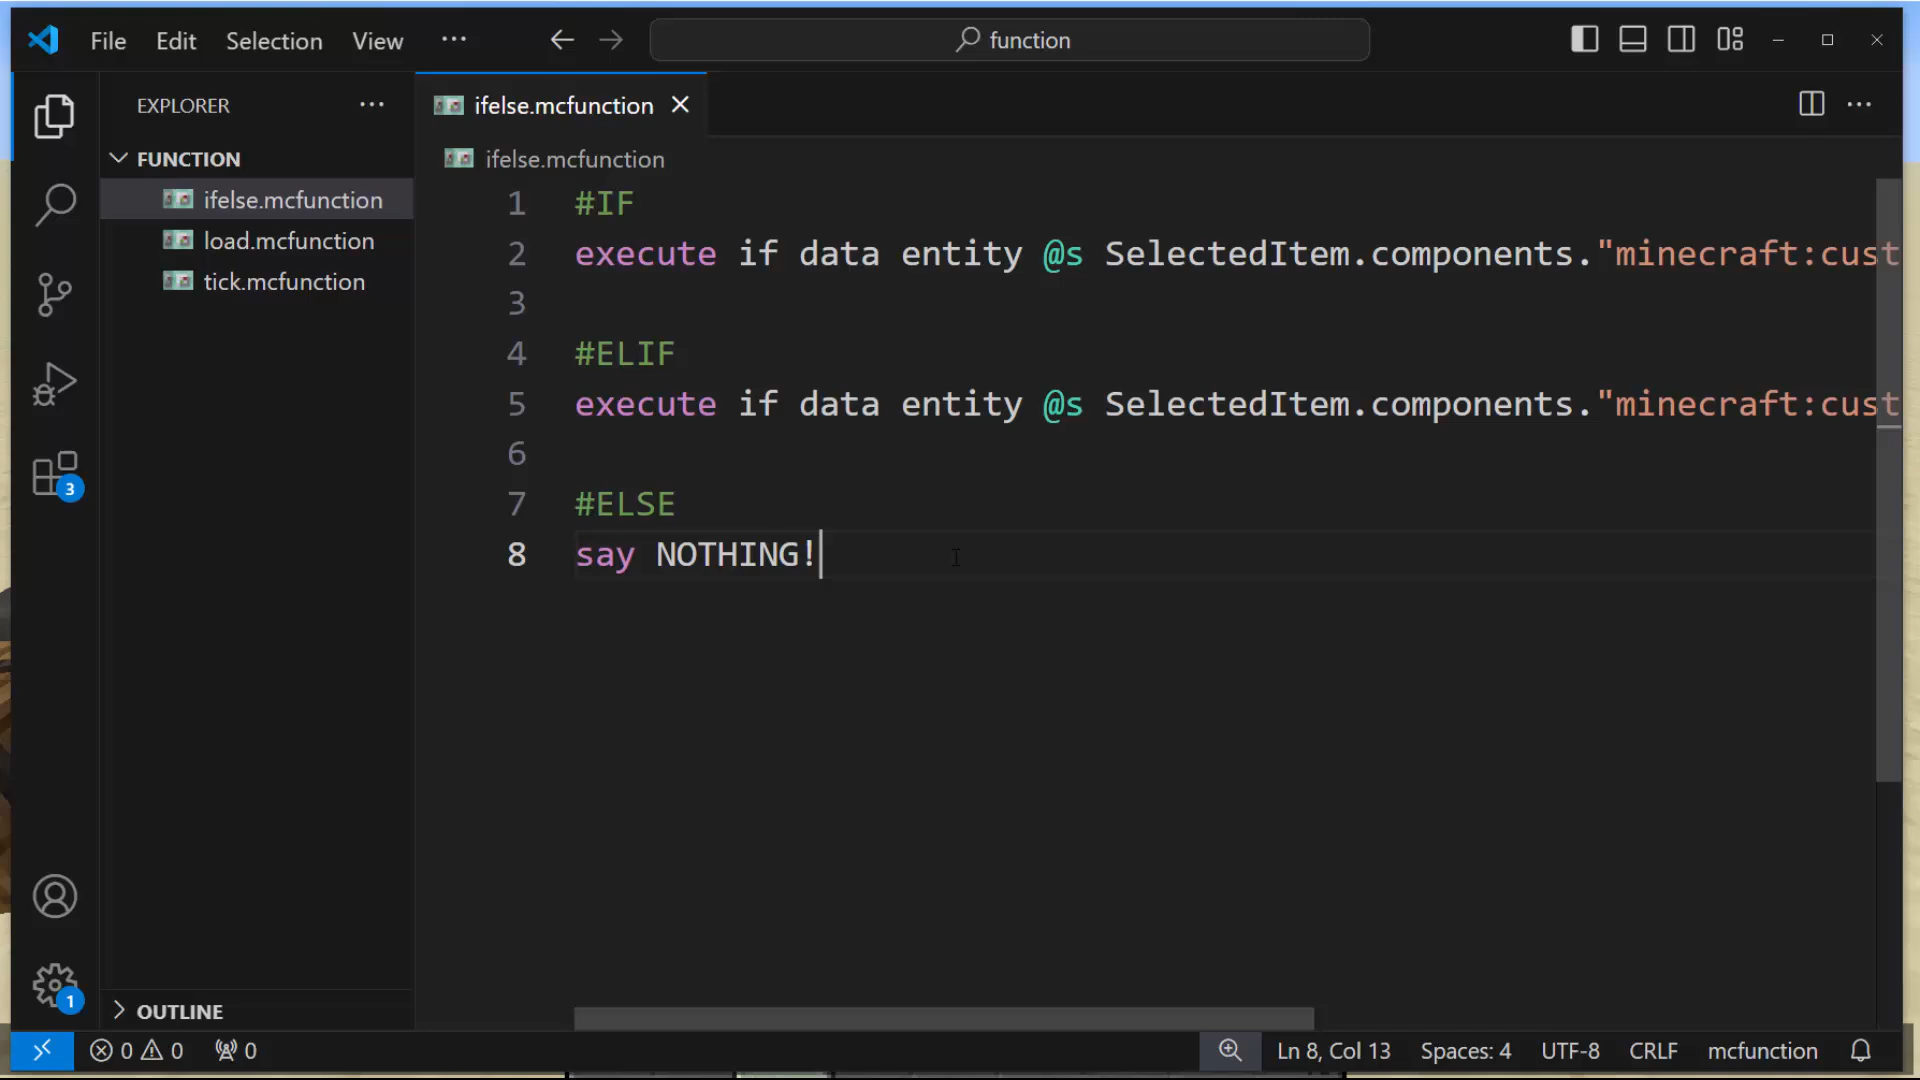 File Edit Selection View ··· function
EXPLORER ···
FUNCTION
ifelse.mcfunction
load.mcfunction
tick.mcfunction
OUTLINE
ifelse.mcfunction
ifelse.mcfunction
1 #IF
2 execute if data entity @s SelectedItem.components."minecraft:cust
3
4 #ELIF
5 execute if data entity @s SelectedItem.components."minecraft:cust
6
7 #ELSE
8 say NOTHING!
3
1
0 0 0 Ln 8, Col 13 Spaces: 4 UTF-8 CRLF mcfunction